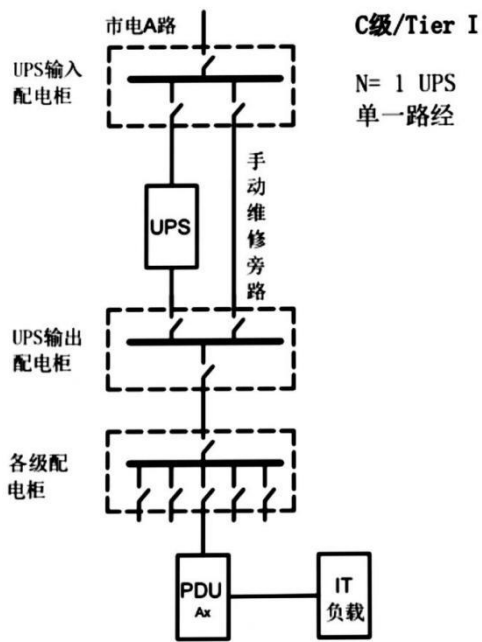 市电A路
C级/Tier I
UPS输入
配电柜
N= 1 UPS
单一路经
手动维修旁路
UPS
UPS输出
配电柜
各级配
电柜
PDU
Ax
IT
负载